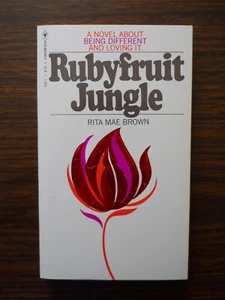 A NOVEL ABOUT
BEING DIFFERENT
AND LOVING IT.
Rubyfruit
Jungle
RITA MAE BROWN